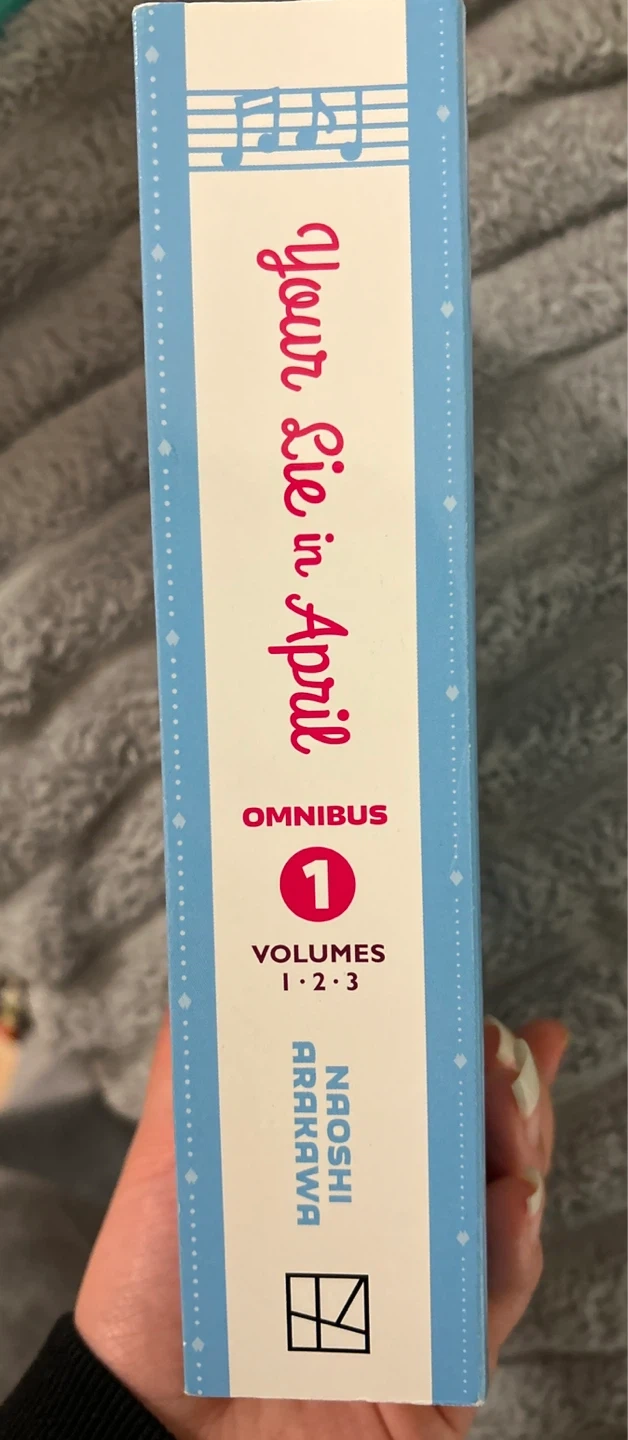 Your Lie in April
OMNIBUS
1
VOLUMES
1·2·3
NAOSHI
ARAKAWA